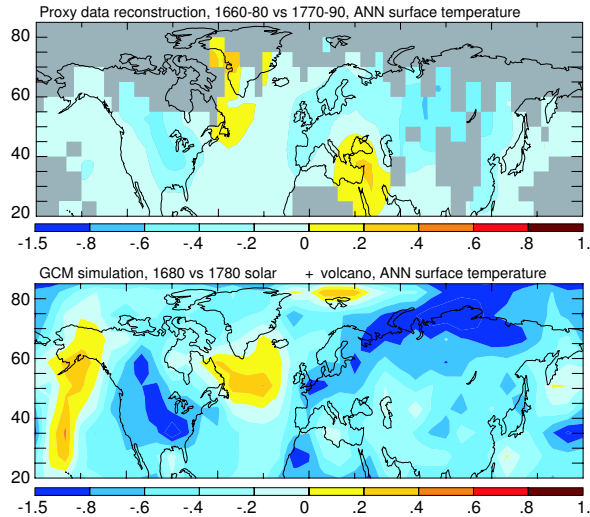 Proxy data reconstruction, 1660-80 vs 1770-90, ANN surface temperature
80
60
40
20
-1.5 -.8 -.6 -.4 -.2 0 .2 .4 .6 .8 1.
GCM simulation, 1680 vs 1780 solar + volcano, ANN surface temperature
80
60
40
20
-1.5 -.8 -.6 -.4 -.2 0 .2 .4 .6 .8 1.